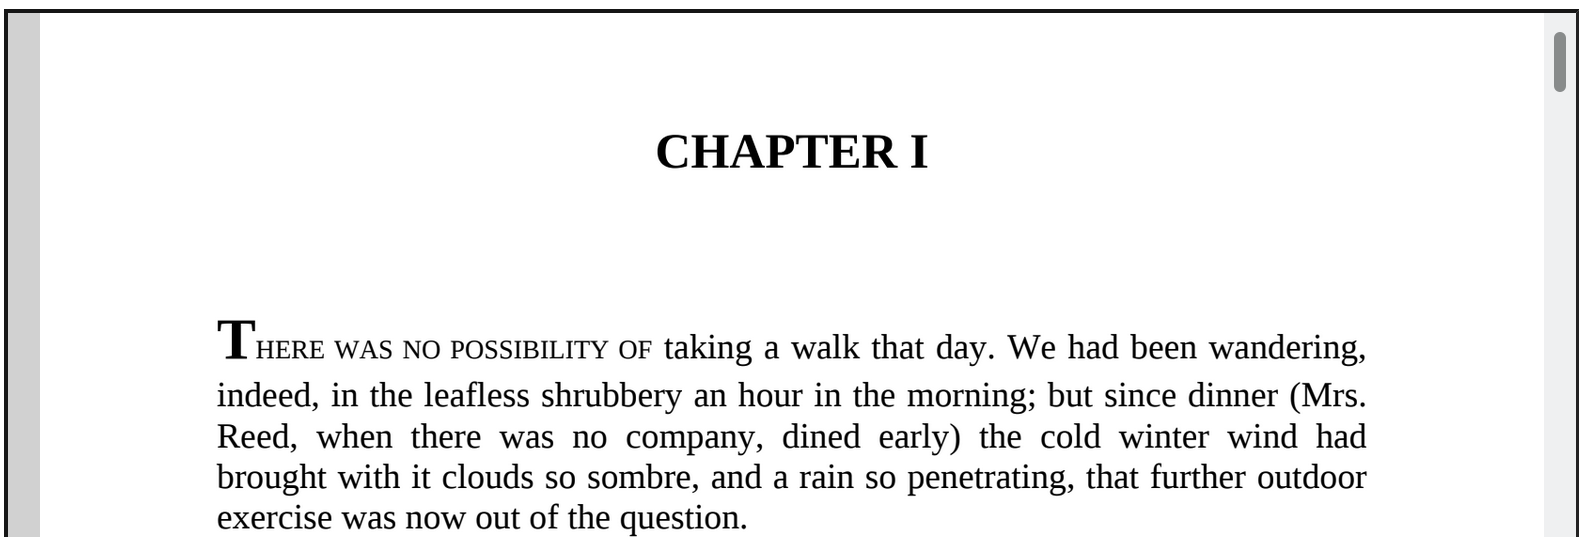 CHAPTER I
THERE WAS NO POSSIBILITY OF taking a walk that day. We had been wandering,
indeed, in the leafless shrubbery an hour in the morning; but since dinner (Mrs.
Reed, when there was no company, dined early) the cold winter wind had
brought with it clouds so sombre, and a rain so penetrating, that further outdoor
exercise was now out of the question.